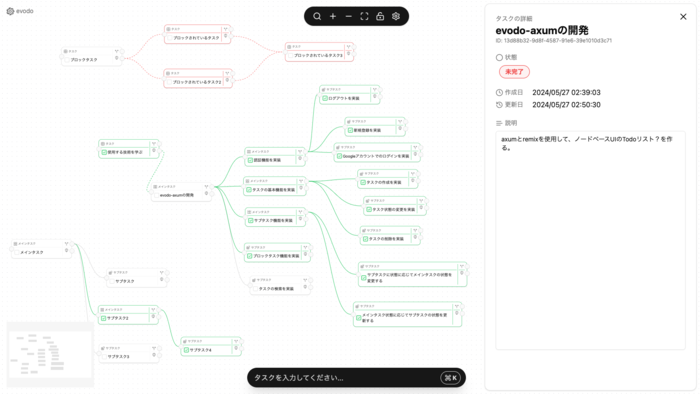 evodo
タスク
ブロックされているタスク
タスク
ブロックタスク
タスク
ブロックされているタスク3
タスク
ブロックされているタスク2
サブタスク
ログアウトを実装
サブタスク
新規登録を実装
タスク
使用する技術を学ぶ
メインタスク
認証機能を実装
サブタスク
Googleアカウントでのログインを実装
メインタスク
evodo-axumの開発
メインタスク
タスクの基本機能を実装
サブタスク
タスクの作成を実装
サブタスク
タスク状態の変更を実装
メインタスク
サブタスク機能を実装
サブタスク
タスクの削除を実装
メインタスク
メインタスク
サブタスク
ブロックタスク機能を実装
サブタスク
サブタスクに状態に応じてメインタスクの状態を
変更する
サブタスク
サブタスク
サブタスク
タスクの検索を実装
メインタスク
サブタスク2
サブタスク
メインタスク状態に応じてサブタスクの状態を更
新する
サブタスク
サブタスク3
サブタスク
サブタスク4
タスクを入力してください...
⌘K
タスクの詳細
evodo-axumの開発
ID: 13d88b32-9d8f-4587-91e6-39e1010d3c71
状態
未完了
作成日 2024/05/27 02:39:03
更新日 2024/05/27 02:50:30
説明
axumとremixを使用して、ノードベースUIのTodoリスト？を作
る。